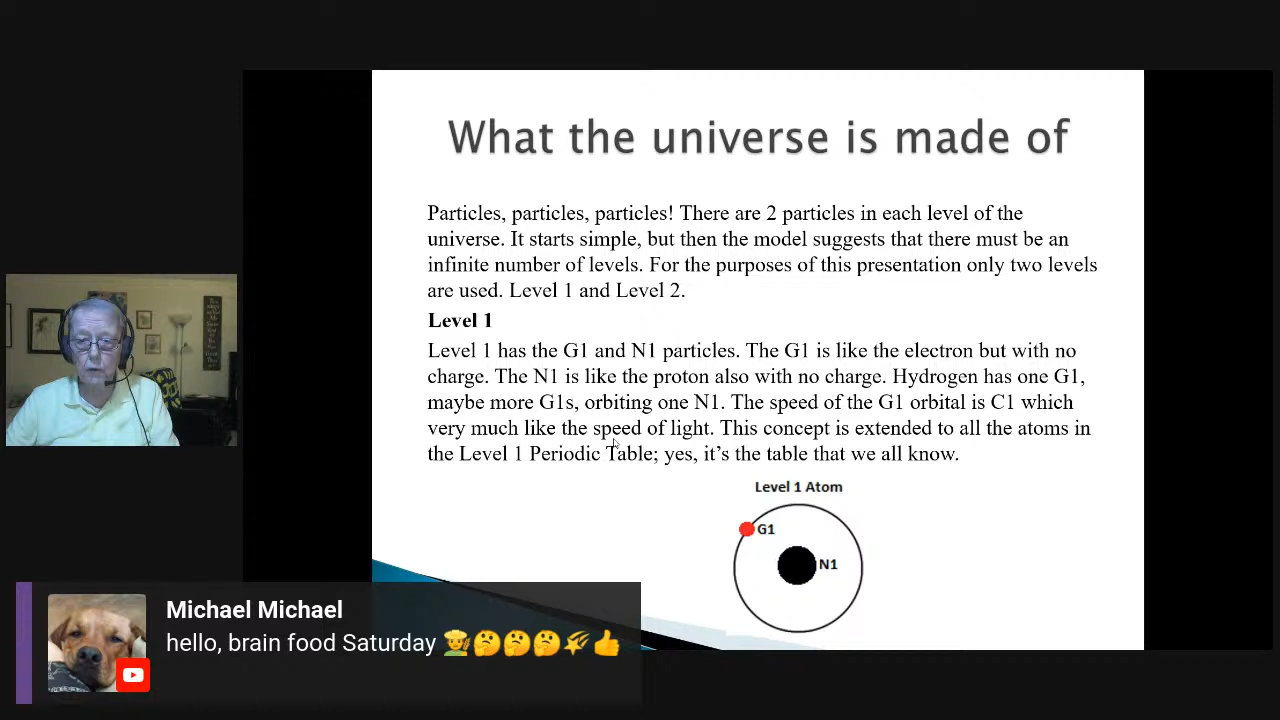 What the universe is made of
Particles, particles, particles! There are 2 particles in each level of the
universe. It starts simple, but then the model suggests that there must be an
infinite number of levels. For the purposes of this presentation only two levels
are used. Level 1 and Level 2.
Level 1
Level 1 has the G1 and N1 particles. The G1 is like the electron but with no
charge. The N1 is like the proton also with no charge. Hydrogen has one G1,
maybe more G1s, orbiting one N1. The speed of the G1 orbital is C1 which
very much like the speed of light. This concept is extended to all the atoms in
the Level 1 Periodic Table; yes, it’s the table that we all know.
Level 1 Atom
G1
N1
Michael Michael
hello, brain food Saturday 👨‍🌾🤔🤔🤔🌠👍